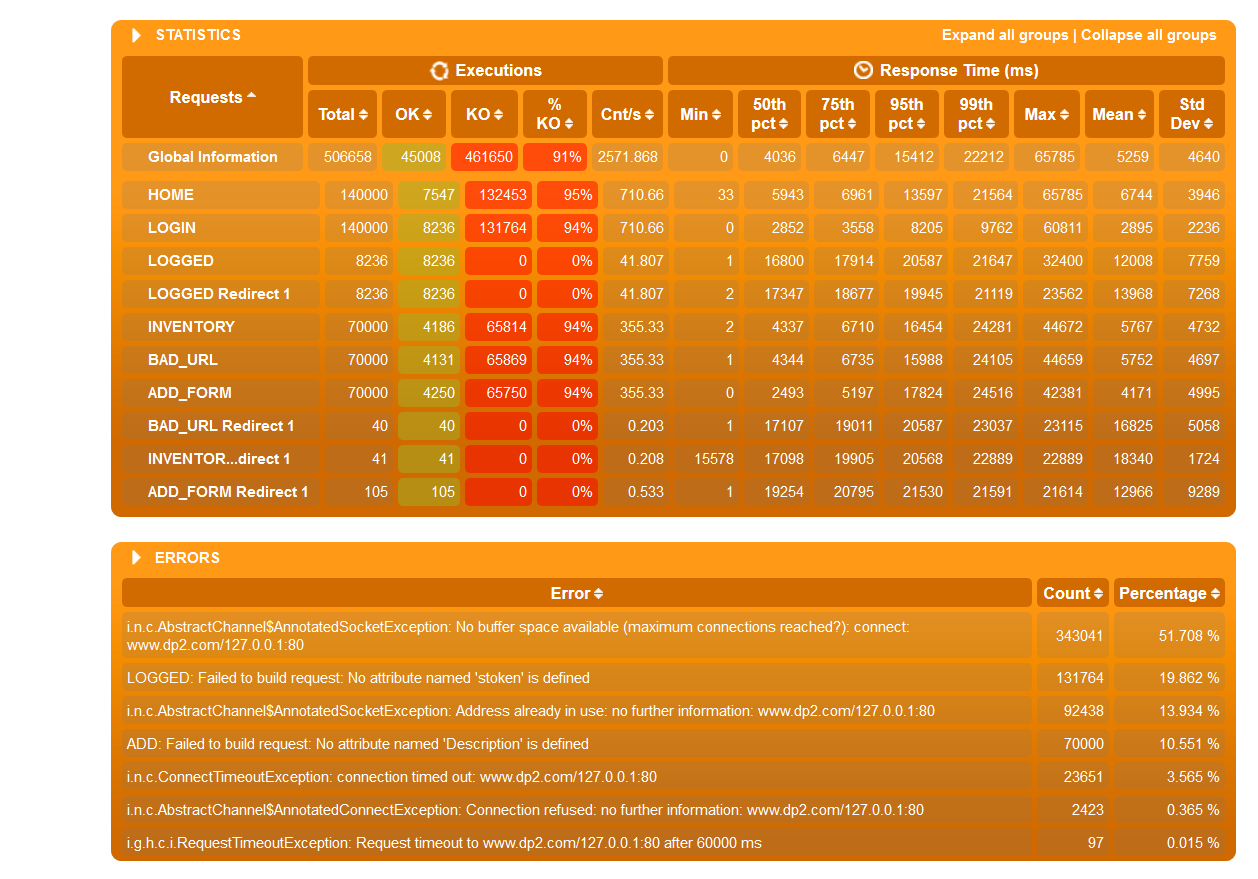 STATISTICS Expand all groups | Collapse all groups
Requests Executions Response Time (ms)
Total OK KO % KO Cnt/s Min 50th pct 75th pct 95th pct 99th pct Max Mean Std Dev
Global Information 506658 45008 461650 91% 2571.868 0 4036 6447 15412 22212 65785 5259 4640
HOME 140000 7547 132453 95% 710.66 33 5943 6961 13597 21564 65785 6744 3946
LOGIN 140000 8236 131764 94% 710.66 0 2852 3558 8205 9762 60811 2895 2236
LOGGED 8236 8236 0 0% 41.807 1 16800 17914 20587 21647 32400 12008 7759
LOGGED Redirect 1 8236 8236 0 0% 41.807 2 17347 18677 19945 21119 23562 13968 7268
INVENTORY 70000 4186 65814 94% 355.33 2 4337 6710 16454 24281 44672 5767 4732
BAD_URL 70000 4131 65869 94% 355.33 1 4344 6735 15988 24105 44659 5752 4697
ADD_FORM 70000 4250 65750 94% 355.33 0 2493 5197 17824 24516 42381 4171 4995
BAD_URL Redirect 1 40 40 0 0% 0.203 1 17107 19011 20587 23037 23115 16825 5058
INVENTOR...direct 1 41 41 0 0% 0.208 15578 17098 19905 20568 22889 22889 18340 1724
ADD_FORM Redirect 1 105 105 0 0% 0.533 1 19254 20795 21530 21591 21614 12966 9289
ERRORS
Error Count Percentage
i.n.c.AbstractChannel$AnnotatedSocketException: No buffer space available (maximum connections reached?): connect:
www.dp2.com/127.0.0.1:80 343041 51.708 %
LOGGED: Failed to build request: No attribute named 'stoken' is defined 131764 19.862 %
i.n.c.AbstractChannel$AnnotatedSocketException: Address already in use: no further information: www.dp2.com/127.0.0.1:80 92438 13.934 %
ADD: Failed to build request: No attribute named 'Description' is defined 70000 10.551 %
i.n.c.ConnectTimeoutException: connection timed out: www.dp2.com/127.0.0.1:80 23651 3.565 %
i.n.c.AbstractChannel$AnnotatedConnectException: Connection refused: no further information: www.dp2.com/127.0.0.1:80 2423 0.365 %
i.g.h.c.i.RequestTimeoutException: Request timeout to www.dp2.com/127.0.0.1:80 after 60000 ms 97 0.015 %